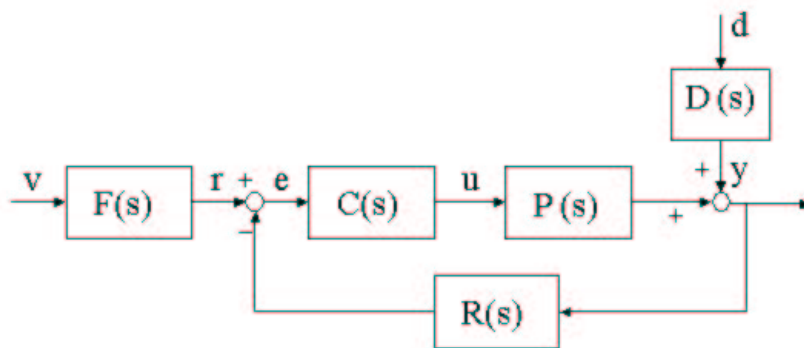 d
D(s)
+ y
v F(s) r + e C(s) u P(s) +
−
R(s)